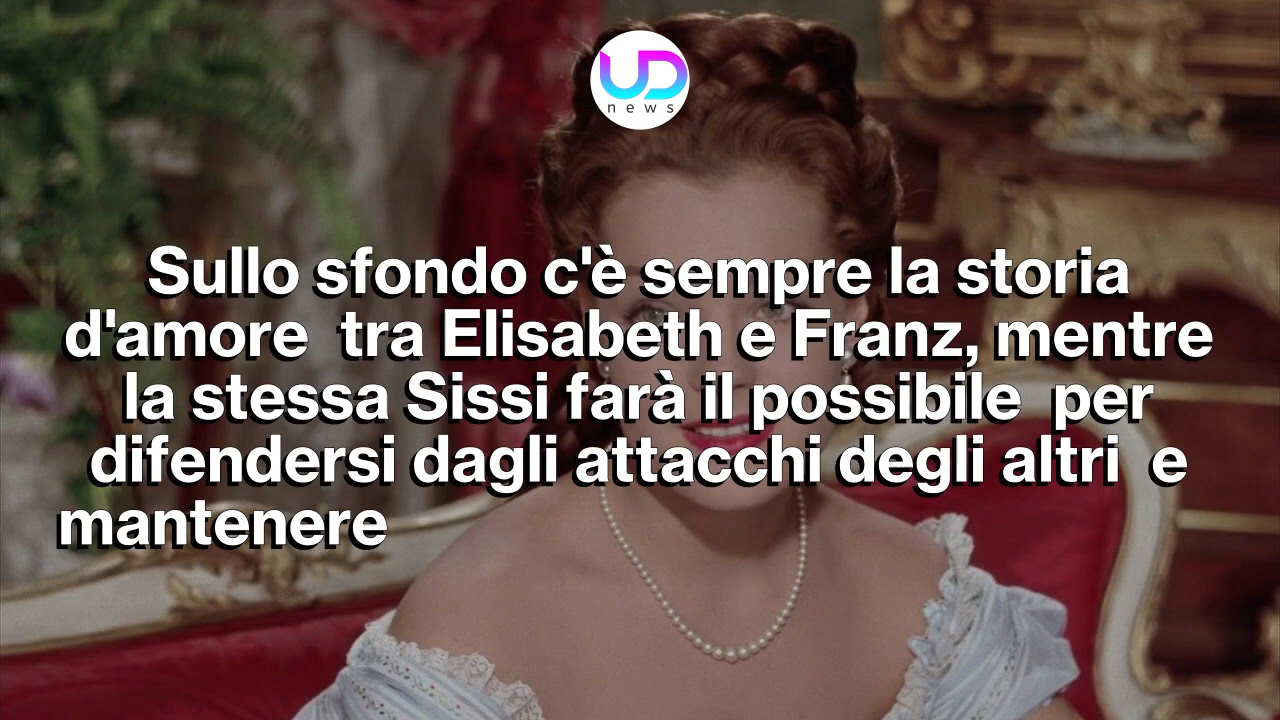 UD
news
Sullo sfondo c'è sempre la storia
d'amore  tra Elisabeth e Franz, mentre
la stessa Sissi farà il possibile  per
difendersi dagli attacchi degli altri  e
mantenere